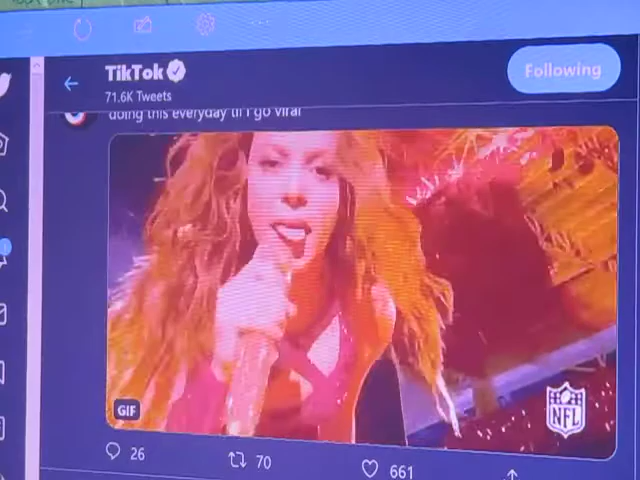 TikTok
71.6K Tweets
Following
doing this everyday til I go viral
GIF
NFL
26
70
661